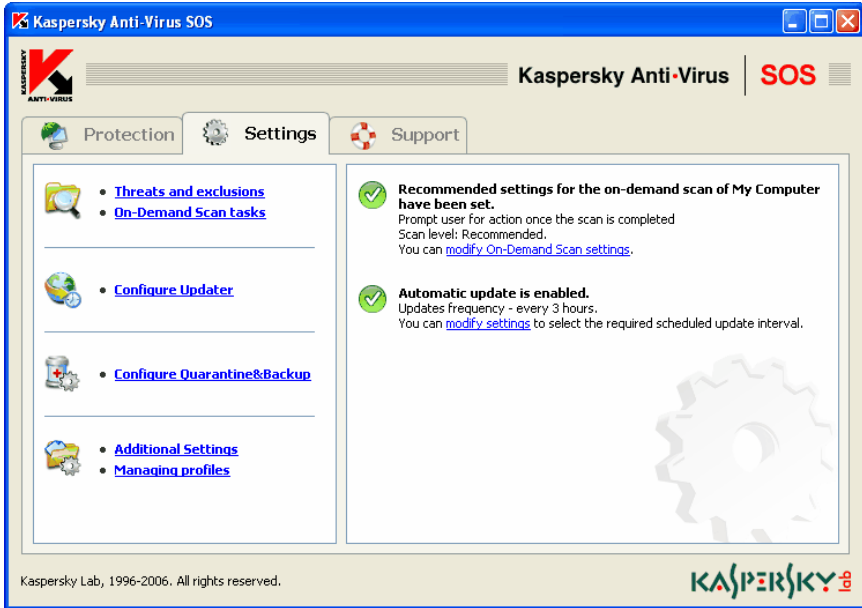 Kaspersky Anti-Virus SOS
KASPERSKY
ANTI-VIRUS
Kaspersky Anti·Virus SOS
Protection
Settings
Support
Threats and exclusions
On-Demand Scan tasks
Configure Updater
Configure Quarantine&Backup
Additional Settings
Managing profiles
Recommended settings for the on-demand scan of My Computer
have been set.
Prompt user for action once the scan is completed
Scan level: Recommended.
You can modify On-Demand Scan settings.
Automatic update is enabled.
Updates frequency - every 3 hours.
You can modify settings to select the required scheduled update interval.
Kaspersky Lab, 1996-2006. All rights reserved.
KASPERSKY lab